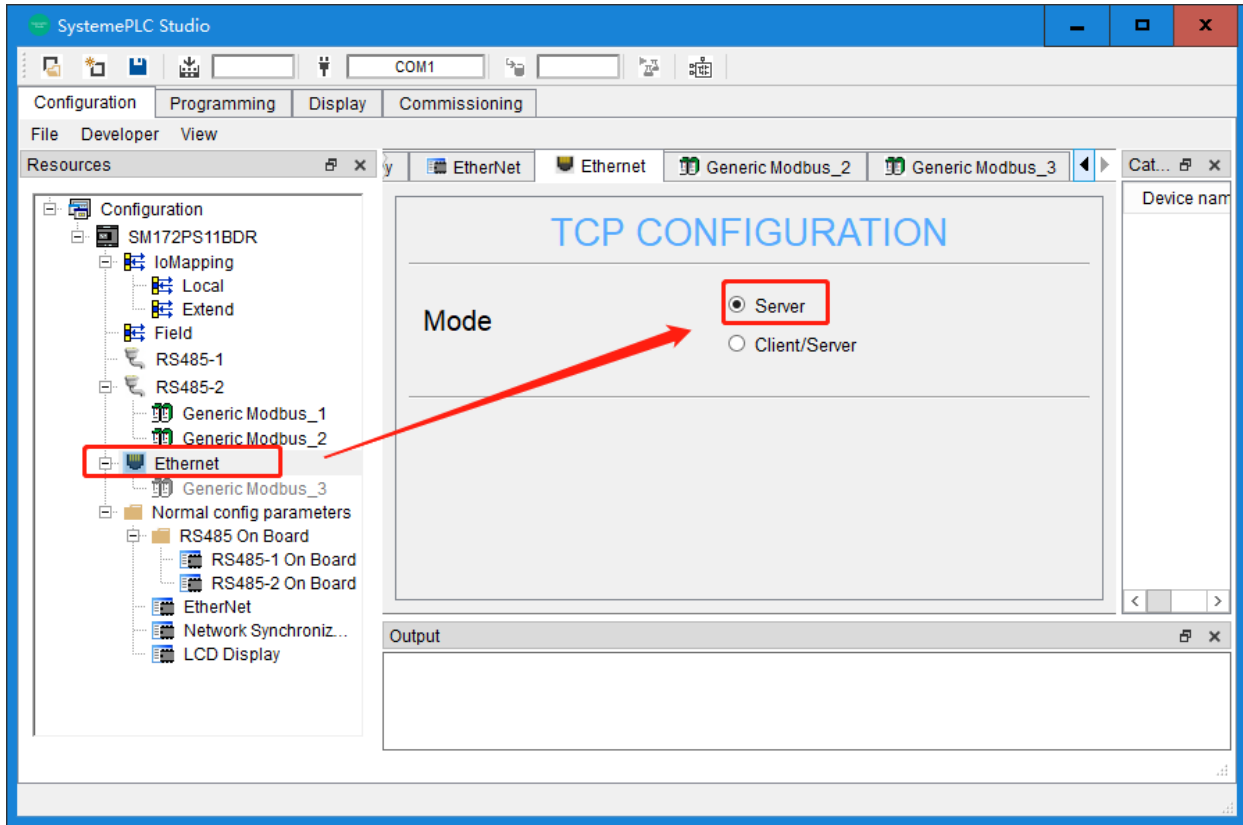 SystemePLC Studio
COM1
Configuration Programming Display Commissioning
File Developer View
Resources
y EtherNet Ethernet Generic Modbus_2 Generic Modbus_3
Cat...
Device nam
Configuration
SM172PS11BDR
IoMapping
Local
Extend
Field
RS485-1
RS485-2
Generic Modbus_1
Generic Modbus_2
Ethernet
Generic Modbus_3
Normal config parameters
RS485 On Board
RS485-1 On Board
RS485-2 On Board
EtherNet
Network Synchroniz...
LCD Display
TCP CONFIGURATION
Mode
Server
Client/Server
Output